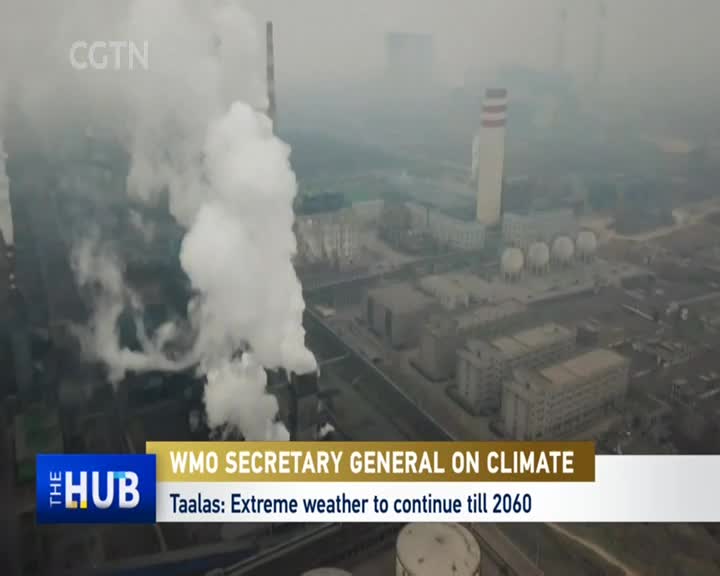 CGTN
WMO SECRETARY GENERAL ON CLIMATE
THE HUB
Taalas: Extreme weather to continue till 2060